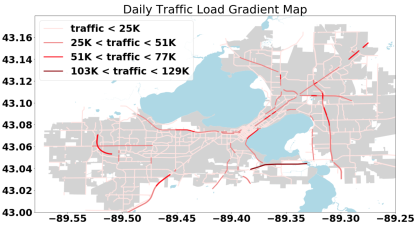 Daily Traffic Load Gradient Map
traffic < 25K
25K < traffic < 51K
51K < traffic < 77K
103K < traffic < 129K
43.16
43.14
43.12
43.10
43.08
43.06
43.04
43.02
43.00
−89.55 −89.50 −89.45 −89.40 −89.35 −89.30 −89.25